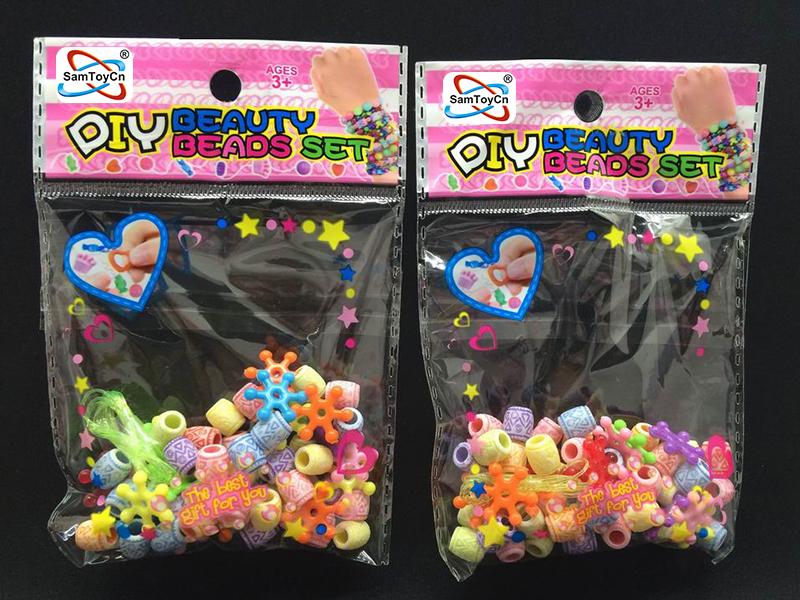 SamToyCn®
AGES
3+
DIY BEAUTY
BEADS SET
The best
gift for you
SamToyCn®
AGES
3+
DIY BEAUTY
BEADS SET
The best
gift for you